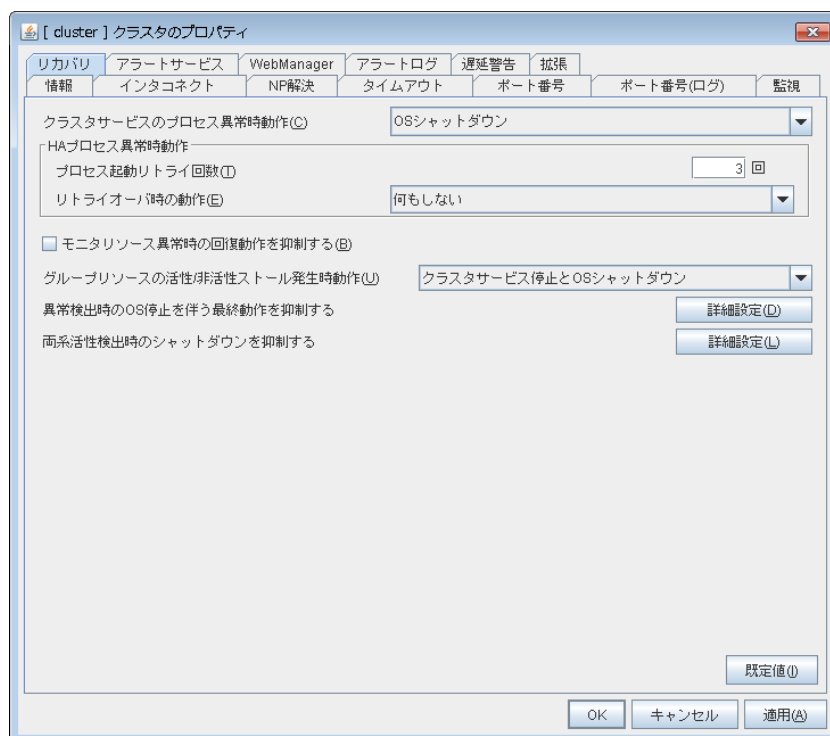 [ cluster ] クラスタのプロパティ
リカバリ アラートサービス WebManager アラートログ 遅延警告 拡張
情報 インタコネクト NP解決 タイムアウト ポート番号 ポート番号(ログ) 監視
クラスタサービスのプロセス異常時動作(C) OSシャットダウン
HAプロセス異常時動作
プロセス起動リトライ回数(T) 3 回
リトライオーバ時の動作(E) 何もしない
モニタリソース異常時の回復動作を抑制する(B)
グループリソースの活性/非活性ストール発生時動作(U) クラスタサービス停止とOSシャットダウン
異常検出時のOS停止を伴う最終動作を抑制する 詳細設定(D)
両系活性検出時のシャットダウンを抑制する 詳細設定(L)
既定値(I)
OK キャンセル 適用(A)